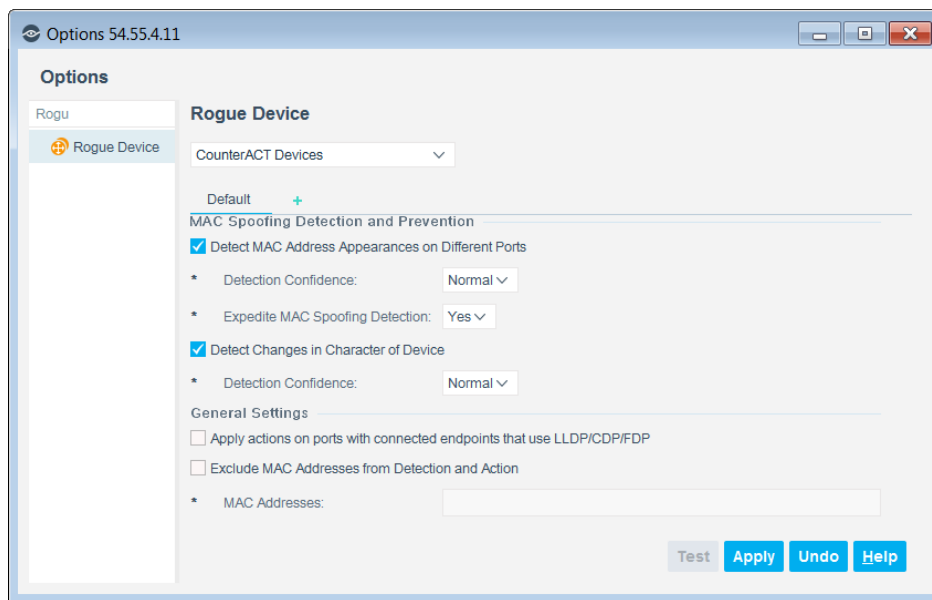 Options 54.55.4.11
Options
Rogu
Rogue Device
Rogue Device
CounterACT Devices
Default +
MAC Spoofing Detection and Prevention
Detect MAC Address Appearances on Different Ports
* Detection Confidence: Normal
* Expedite MAC Spoofing Detection: Yes
Detect Changes in Character of Device
* Detection Confidence: Normal
General Settings
Apply actions on ports with connected endpoints that use LLDP/CDP/FDP
Exclude MAC Addresses from Detection and Action
* MAC Addresses:
Test Apply Undo Help